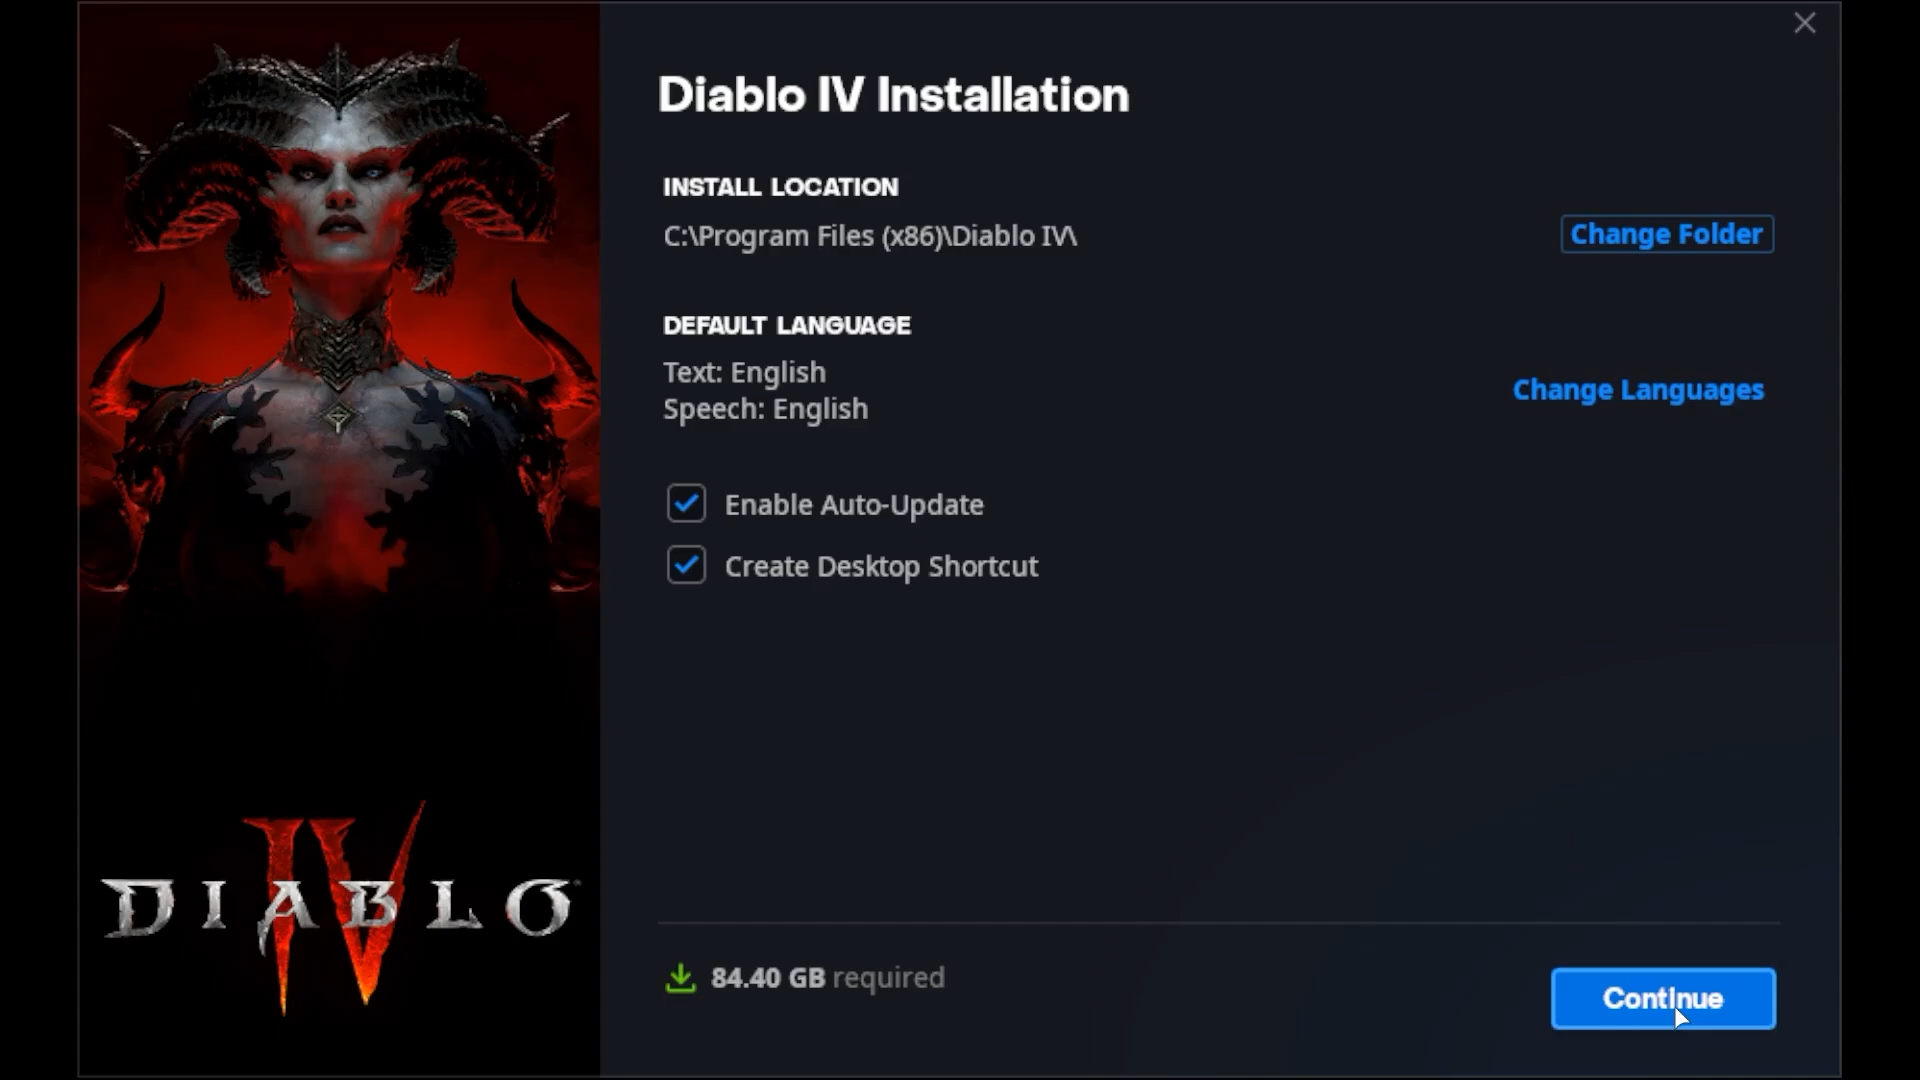 Diablo IV Installation
INSTALL LOCATION
C:\Program Files (x86)\Diablo IV\
Change Folder
DEFAULT LANGUAGE
Text: English
Speech: English
Change Languages
Enable Auto-Update
Create Desktop Shortcut
IV
DIABLO
84.40 GB required
Continue